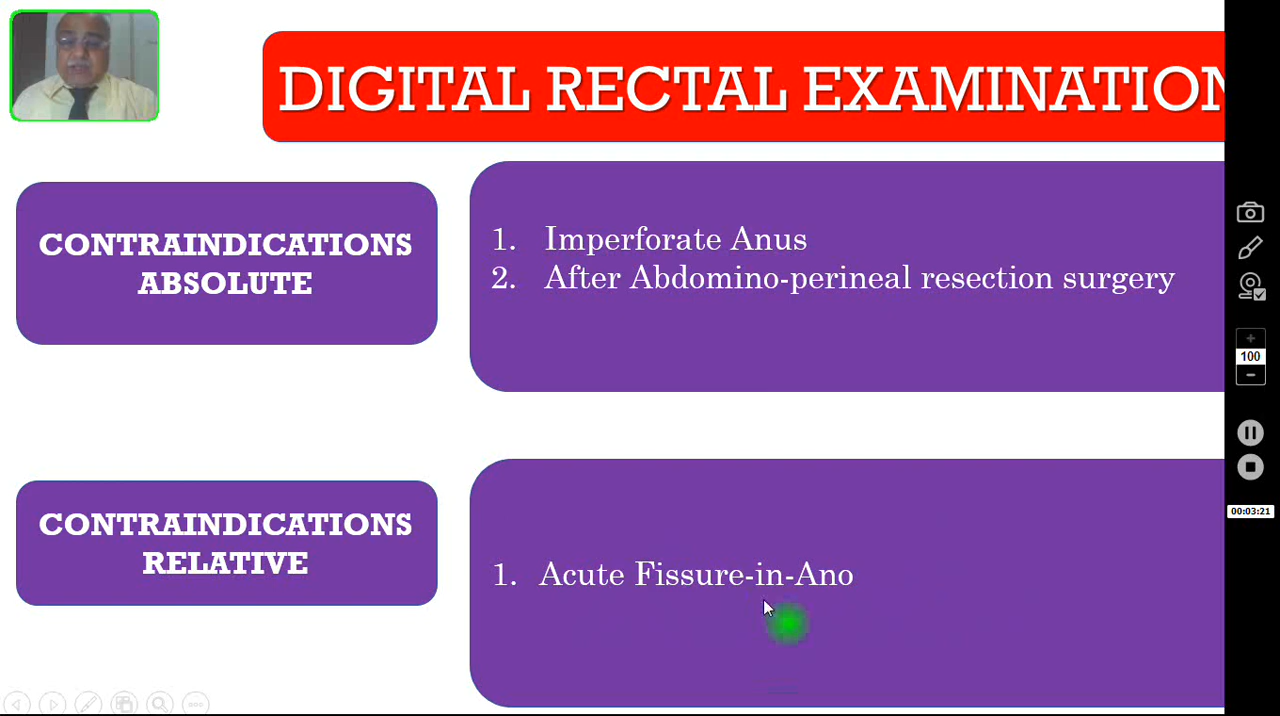 DIGITAL RECTAL EXAMINATION
CONTRAINDICATIONS
ABSOLUTE
1. Imperforate Anus
2. After Abdomino-perineal resection surgery
100
CONTRAINDICATIONS
RELATIVE
1. Acute Fissure-in-Ano
00:03:21